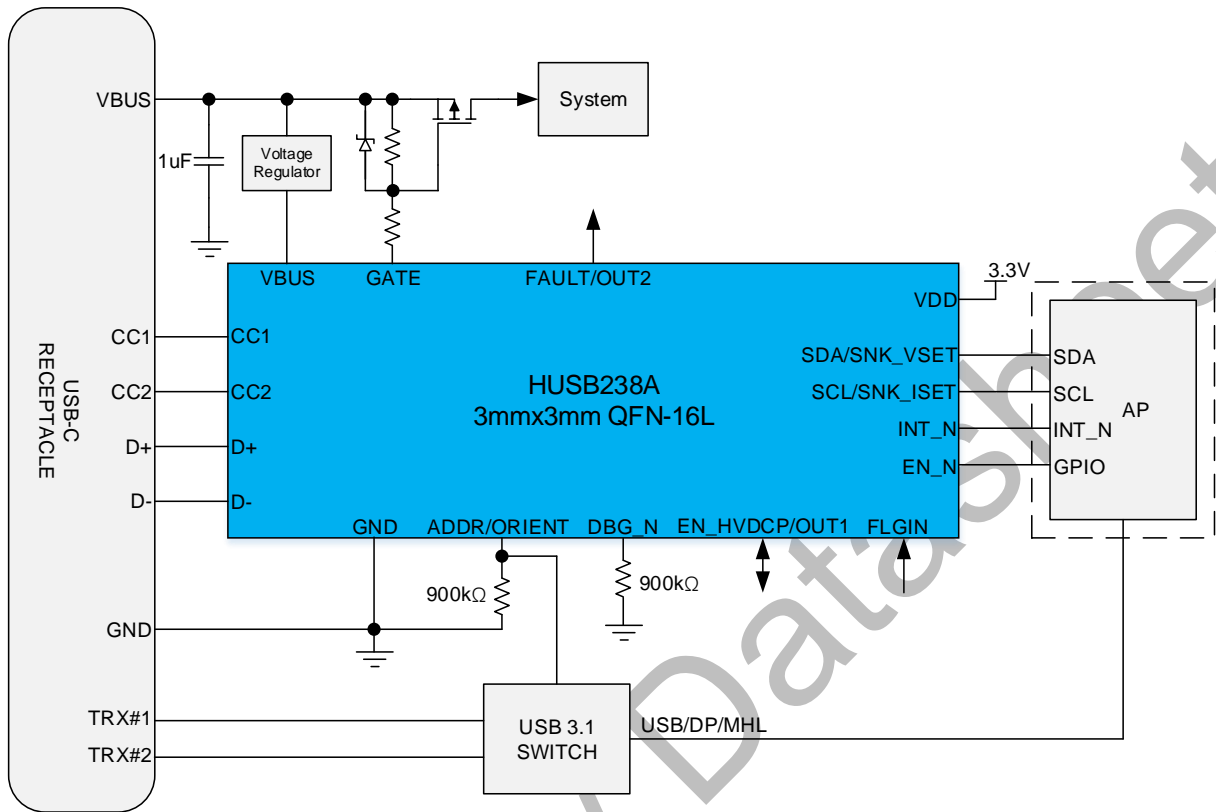 VBUS
System
1uF
Voltage
Regulator
VBUS
GATE
FAULT/OUT2
3.3V
VDD
CC1
CC1
SDA/SNK_VSET
SDA
CC2
CC2
HUSB238A
3mmx3mm QFN-16L
SCL/SNK_ISET
SCL
AP
D+
D+
INT_N
INT_N
D-
D-
EN_N
GPIO
USB-C
RECEPTACLE
GND
ADDR/ORIENT
DBG_N
EN_HVDCP/OUT1
FLGIN
900kΩ
900kΩ
GND
TRX#1
TRX#2
USB 3.1
SWITCH
USB/DP/MHL
Datasheet